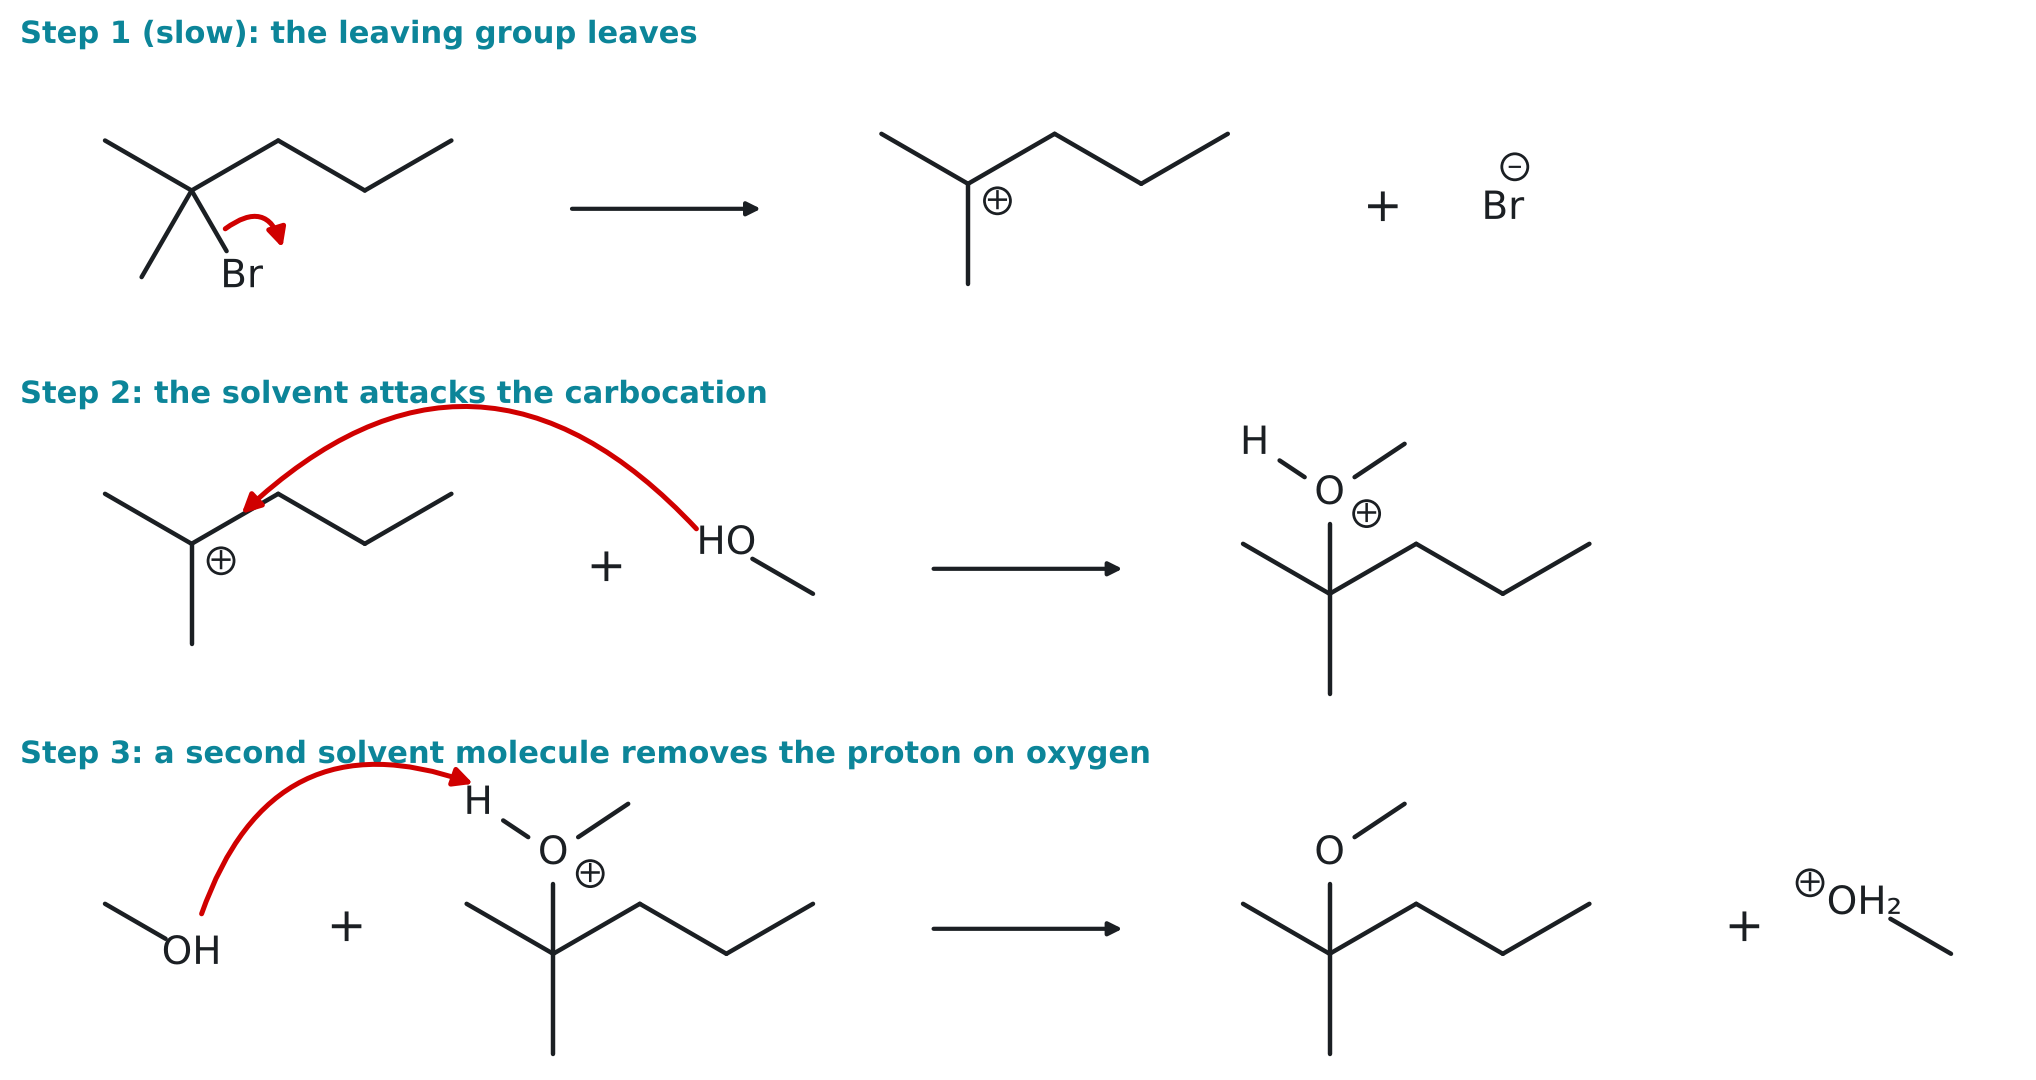 Step 1 (slow): the leaving group leaves
Br
⊕
+
⊖
Br
Step 2: the solvent attacks the carbocation
⊕
+
HO
H
O
⊕
Step 3: a second solvent molecule removes the proton on oxygen
OH
+
H
O
⊕
O
+
⊕
OH₂